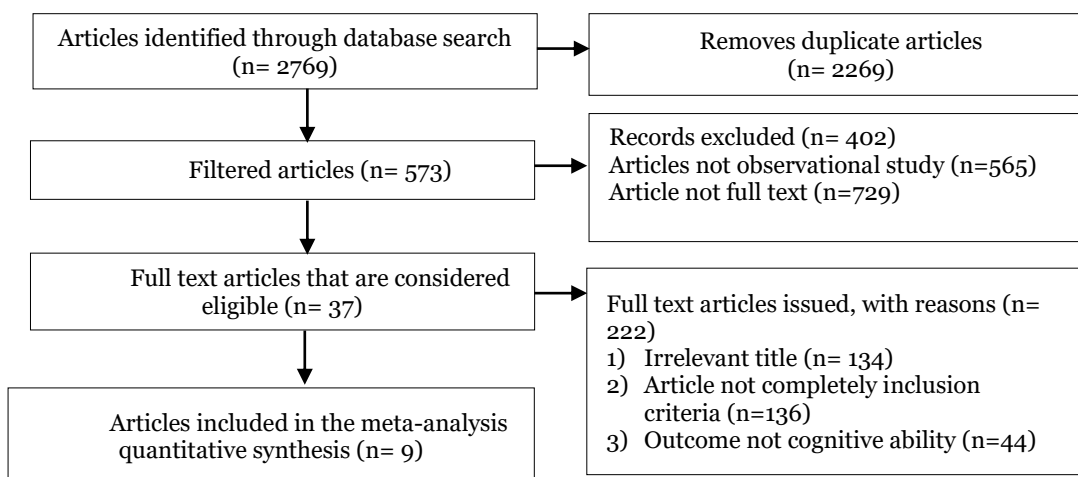 Articles identified through database search
(n= 2769)
Removes duplicate articles
(n= 2269)
Filtered articles (n= 573)
Records excluded (n= 402)
Articles not observational study (n=565)
Article not full text (n=729)
Full text articles that are considered
eligible (n= 37)
Full text articles issued, with reasons (n=
222)
1) Irrelevant title (n= 134)
2) Article not completely inclusion
criteria (n=136)
3) Outcome not cognitive ability (n=44)
Articles included in the meta-analysis
quantitative synthesis (n= 9)